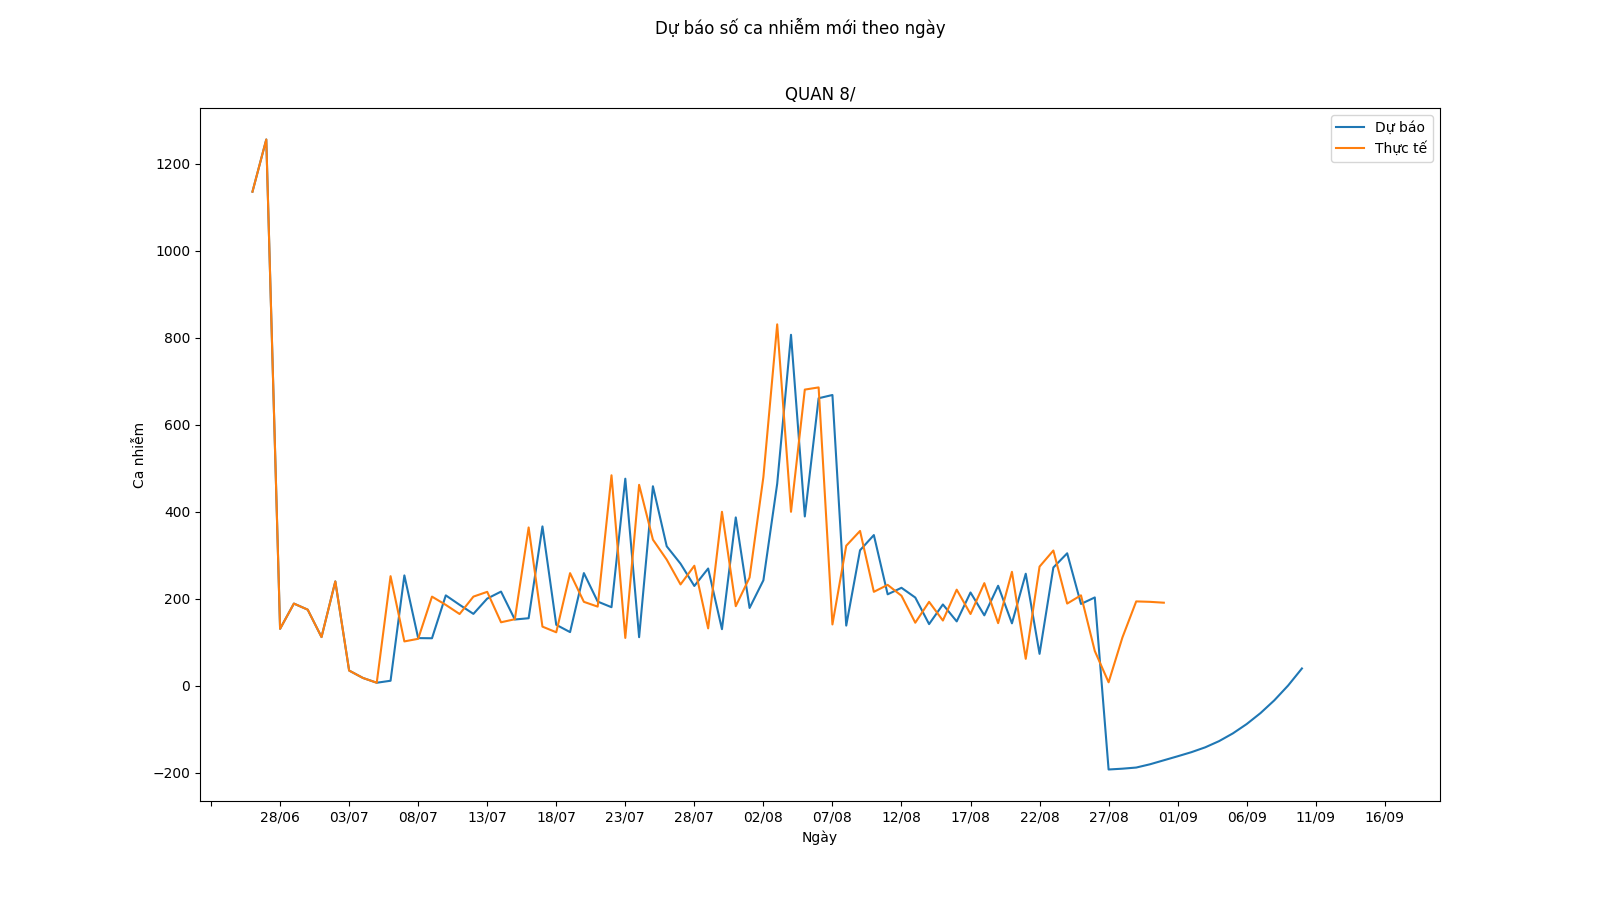 Dự báo số ca nhiễm mới theo ngày
QUAN 8/
Dự báo
Thực tế
1200
1000
800
600
400
200
0
−200
Ca nhiễm
28/06 03/07 08/07 13/07 18/07 23/07 28/07 02/08 07/08 12/08 17/08 22/08 27/08 01/09 06/09 11/09 16/09
Ngày